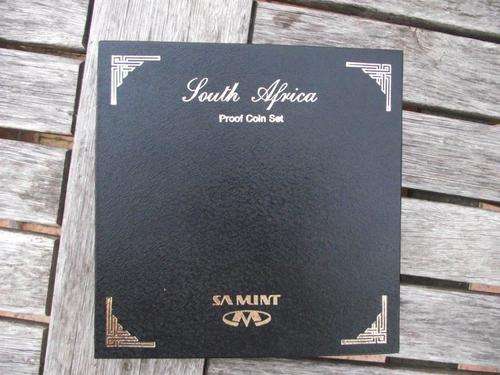 South Africa
Proof Coin Set
SA MINT